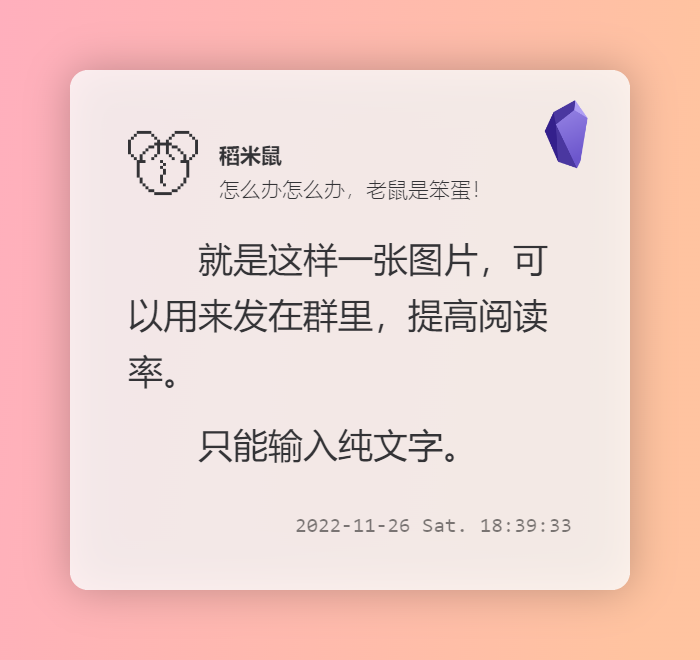 稻米鼠
怎么办怎么办，老鼠是笨蛋！
就是这样一张图片，可
以用来发在群里，提高阅读
率。
只能输入纯文字。
2022-11-26 Sat. 18:39:33